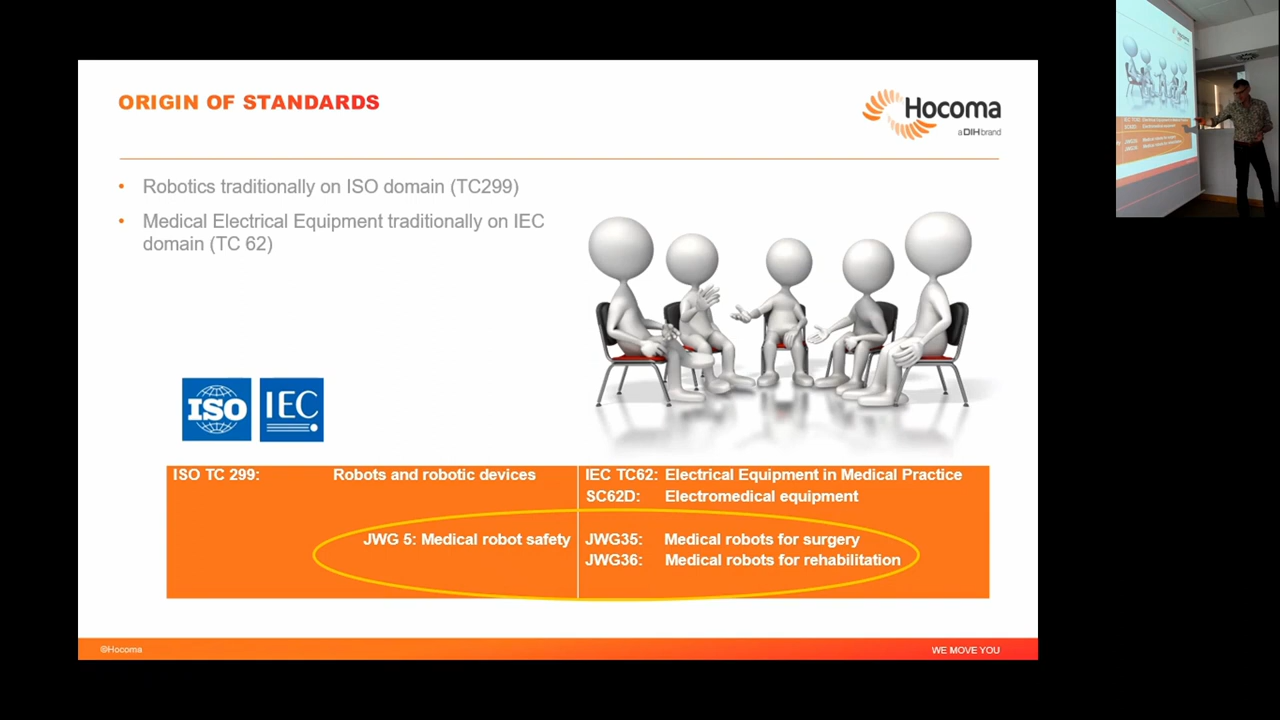 ORIGIN OF STANDARDS
Hocoma
a DIH brand
• Robotics traditionally on ISO domain (TC299)
• Medical Electrical Equipment traditionally on IEC
domain (TC 62)
ISO
IEC
ISO TC 299: Robots and robotic devices
IEC TC62: Electrical Equipment in Medical Practice
SC62D: Electromedical equipment
JWG 5: Medical robot safety
JWG35: Medical robots for surgery
JWG36: Medical robots for rehabilitation
©Hocoma
WE MOVE YOU